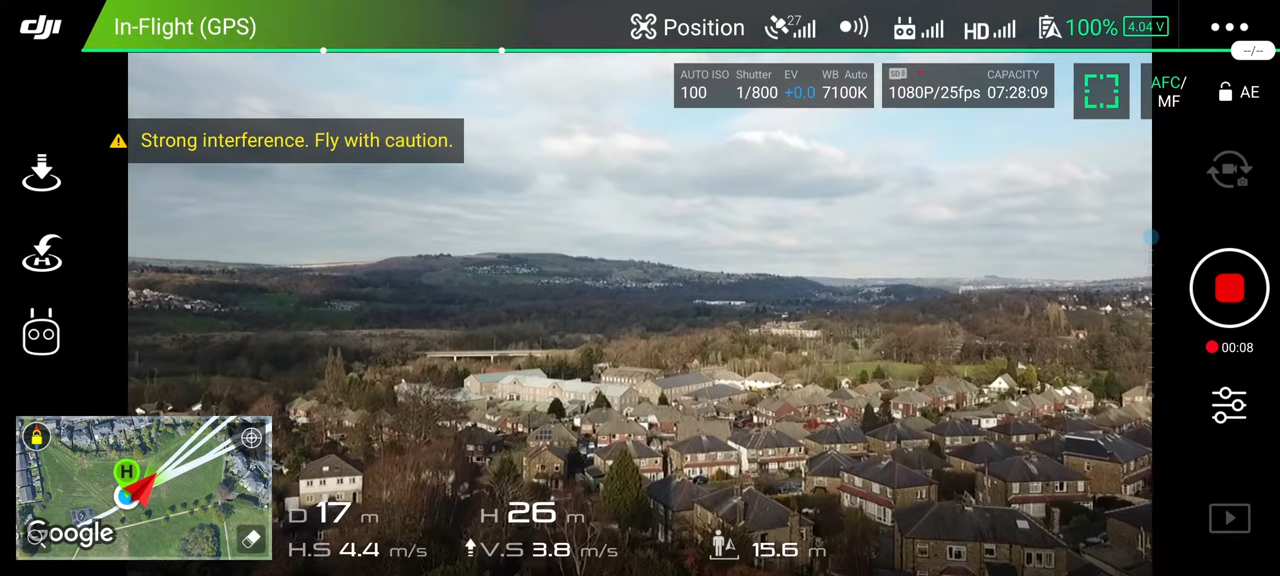 dji
In-Flight (GPS)
Position
27
HD
100%
4.04 V
--/--
AUTO ISO Shutter EV WB Auto
100 1/800 +0.0 7100K
SD CAPACITY
1080P/25fps 07:28:09
AFC/
MF
AE
Strong interference. Fly with caution.
00:08
H
Google
D 17 m H 26 m
H.S 4.4 m/s V.S 3.8 m/s 15.6 m